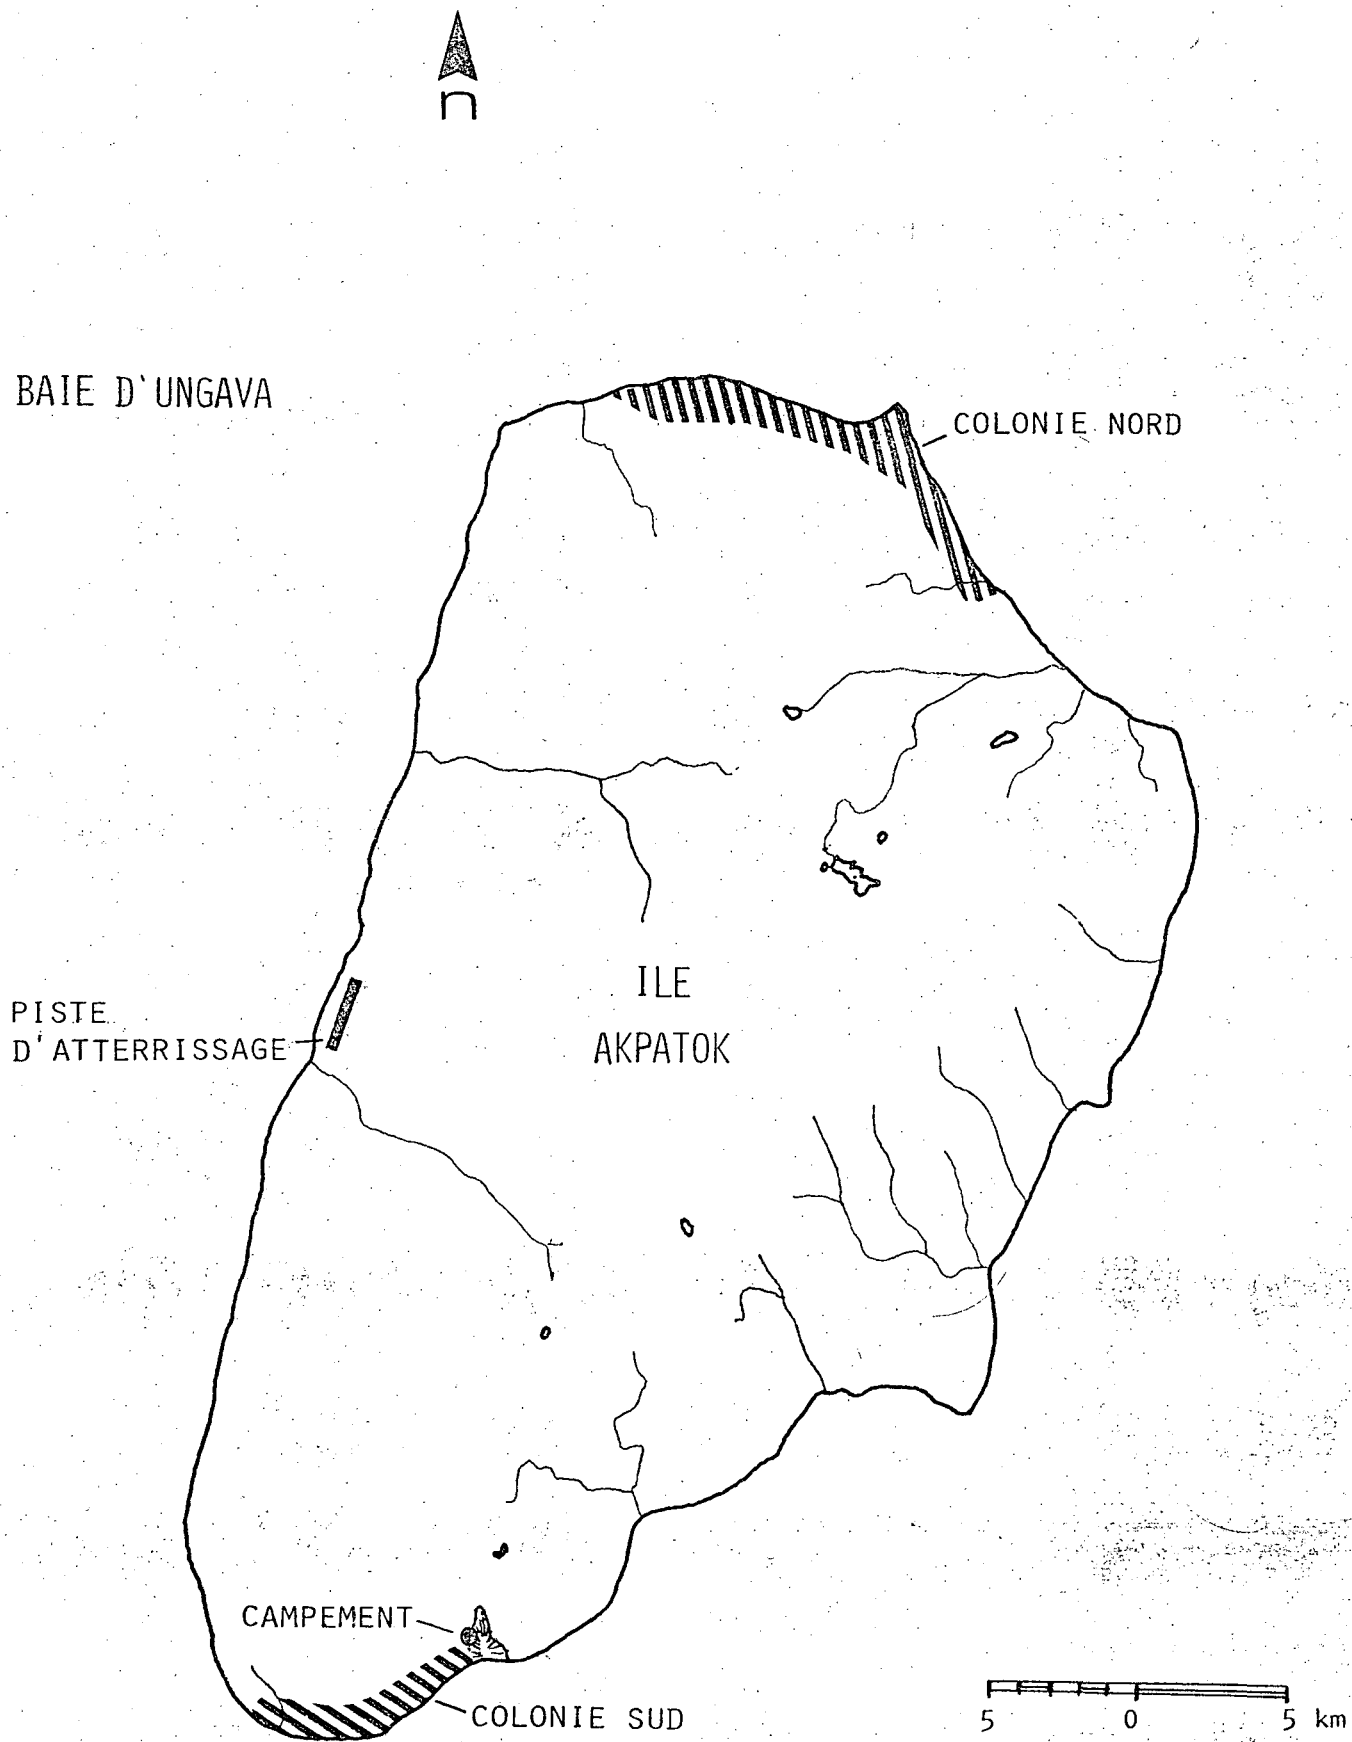 n
BAIE D'UNGAVA
COLONIE NORD
ILE
AKPATOK
PISTE
D'ATTERRISSAGE
CAMPEMENT
COLONIE SUD
5 0 5 km